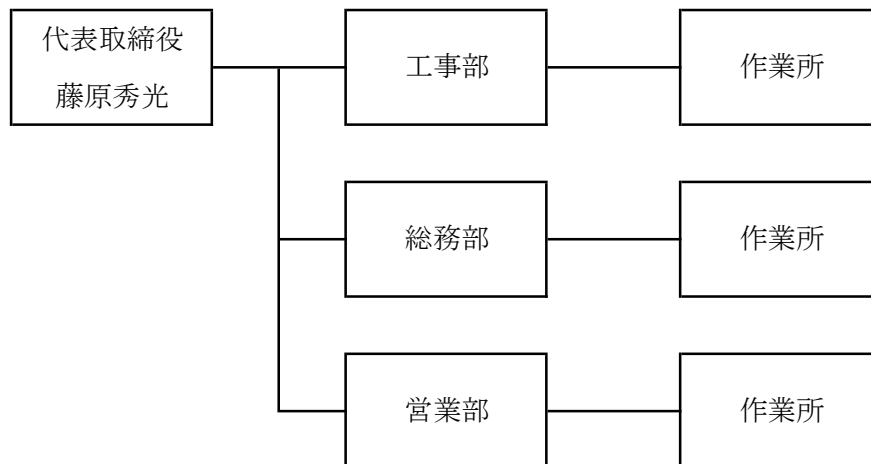 代表取締役
藤原秀光
工事部
作業所
総務部
作業所
営業部
作業所